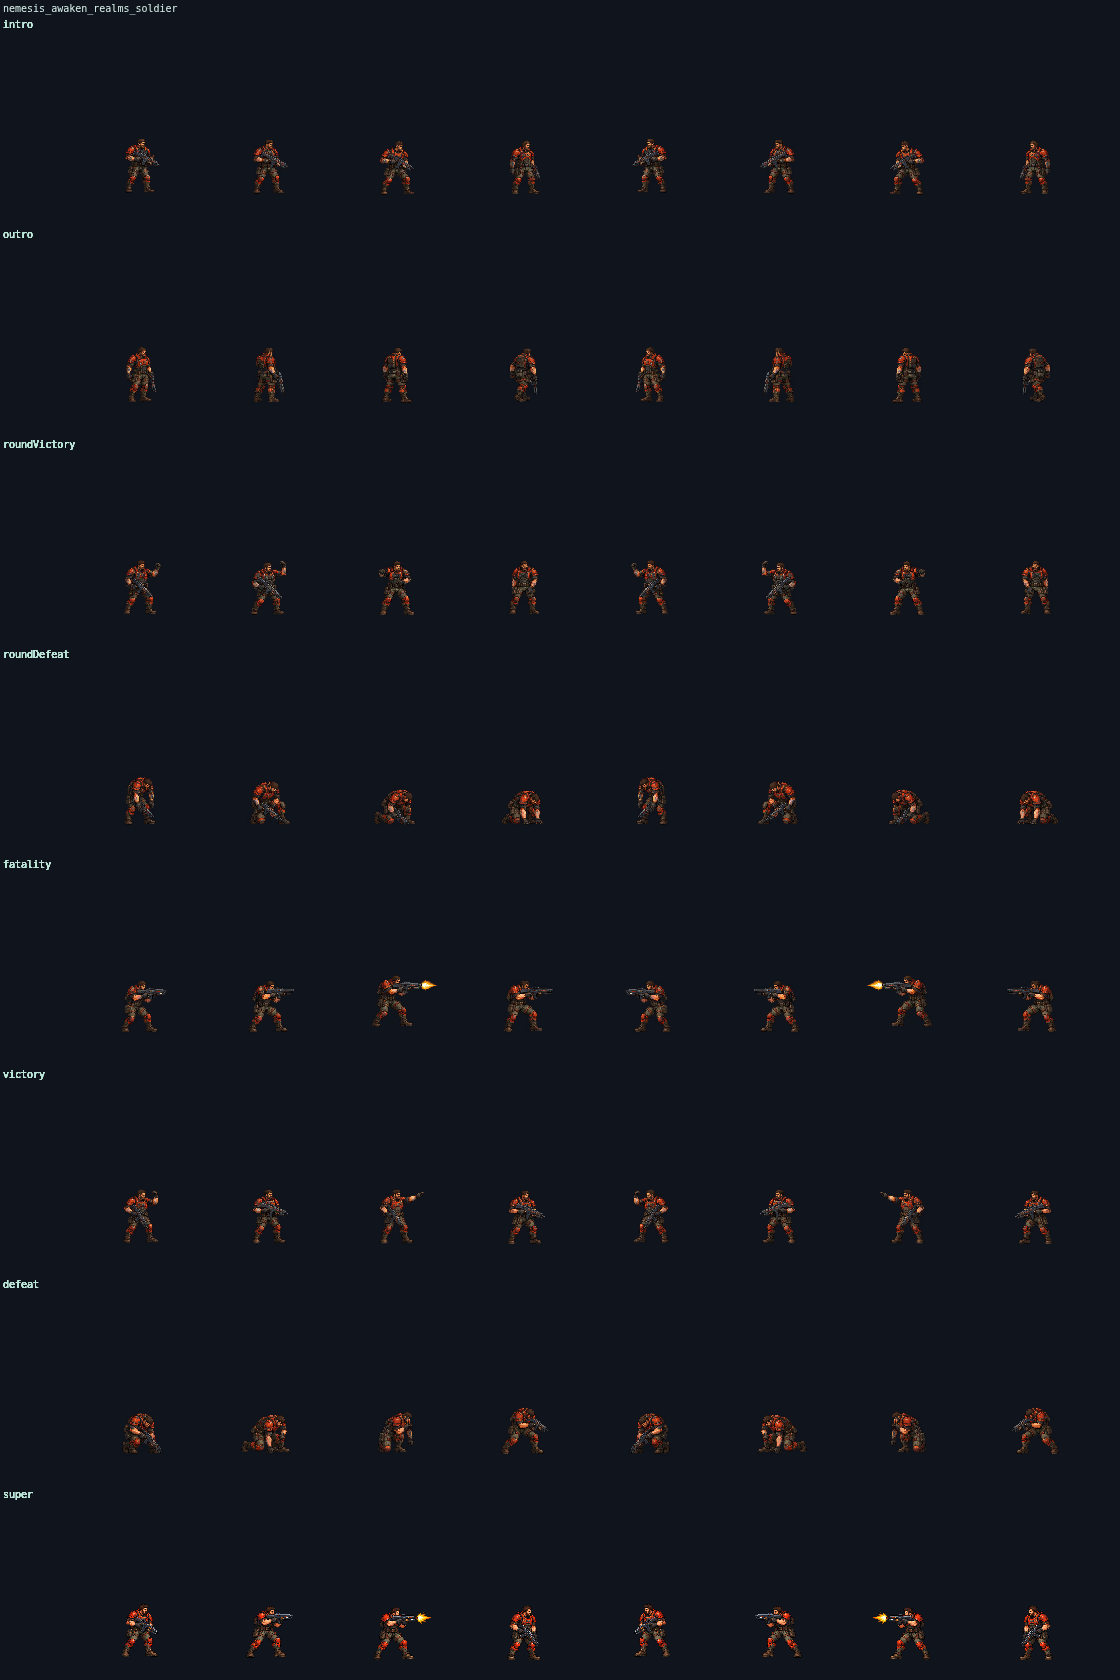 nemesis_awaken_realms_soldier
intro
outro
roundVictory
roundDefeat
fatality
victory
defeat
super